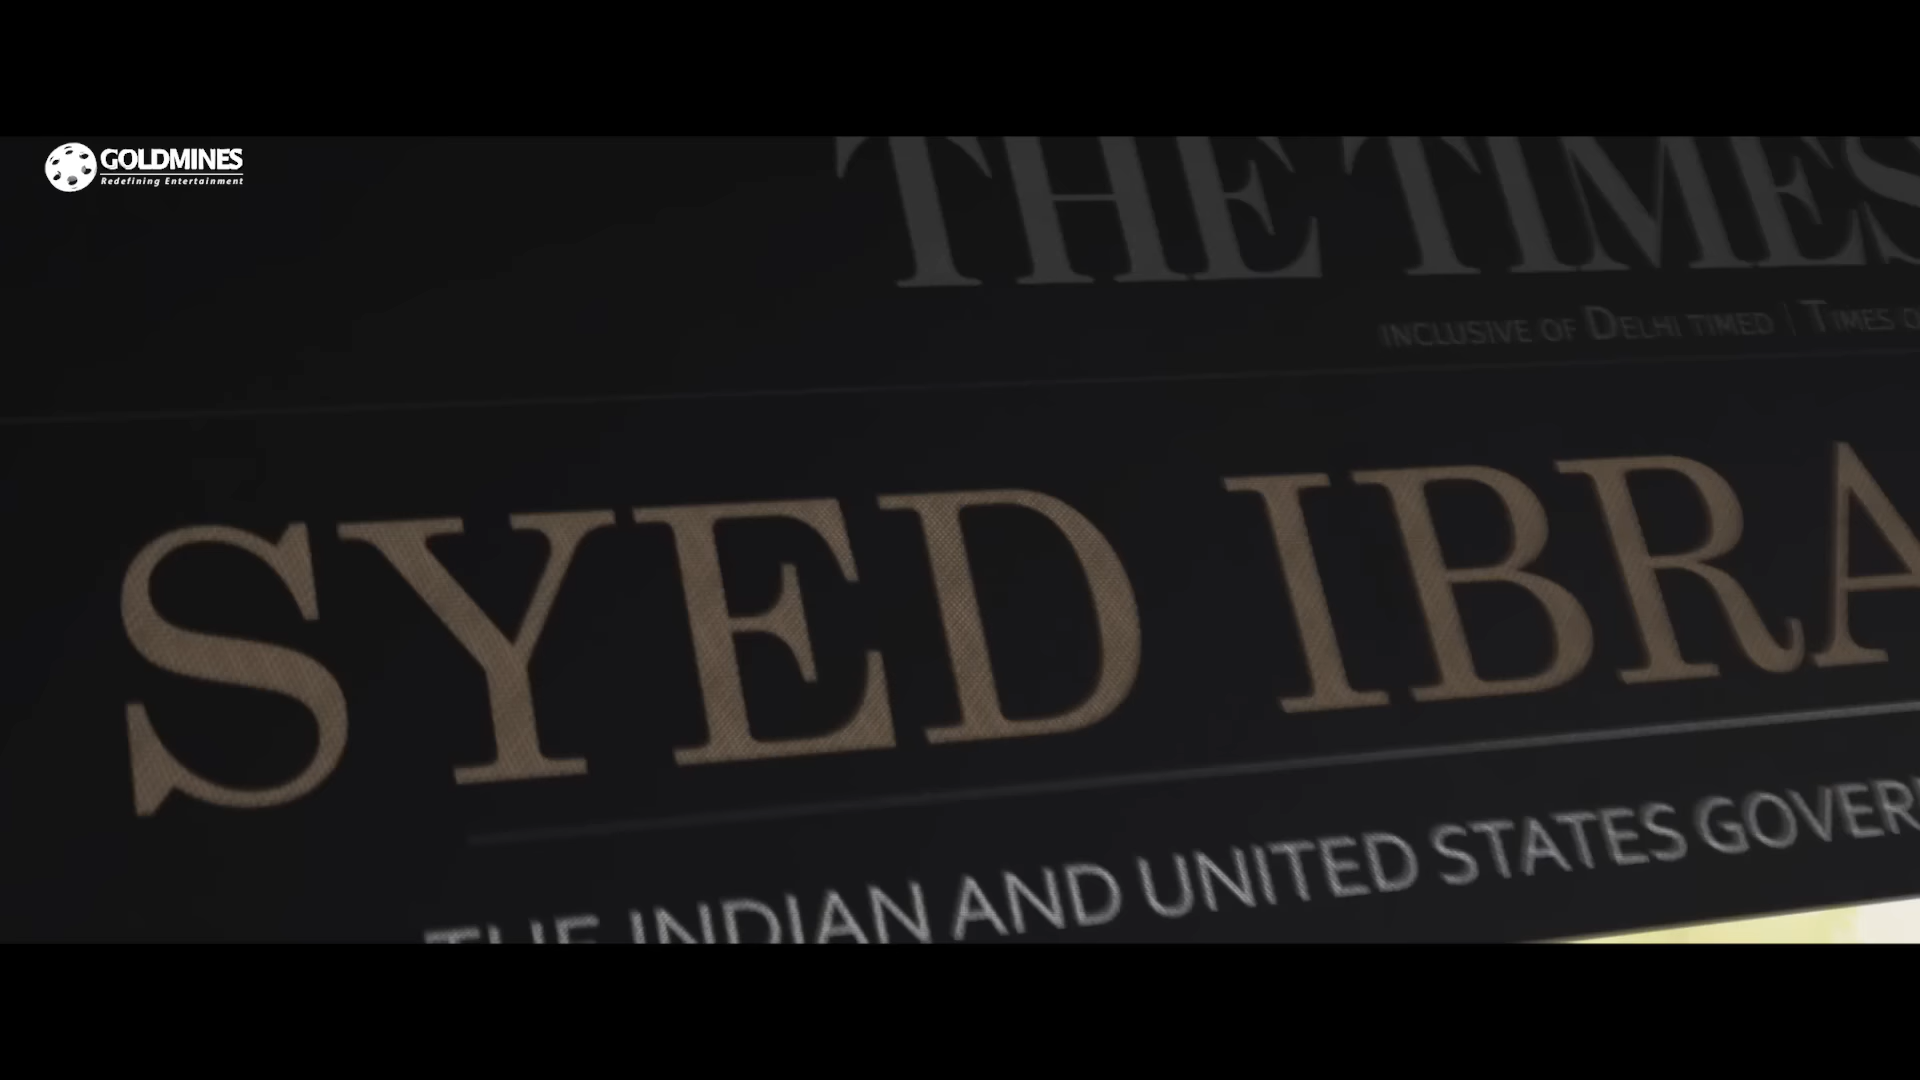 GOLDMINES
Redefining Entertainment
THE TIMES
INCLUSIVE OF DELHI TIMED | TIMES O
SYED IBRA
THE INDIAN AND UNITED STATES GOVER